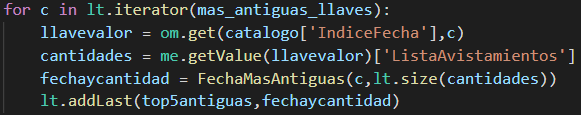 for c in lt.iterator(mas_antiguas_llaves):
    llavevalor = om.get(catalogo['IndiceFecha'],c)
    cantidades = me.getValue(llavevalor)['ListaAvistamientos']
    fechaycantidad = FechaMasAntiguas(c,lt.size(cantidades))
    lt.addLast(top5antiguas,fechaycantidad)